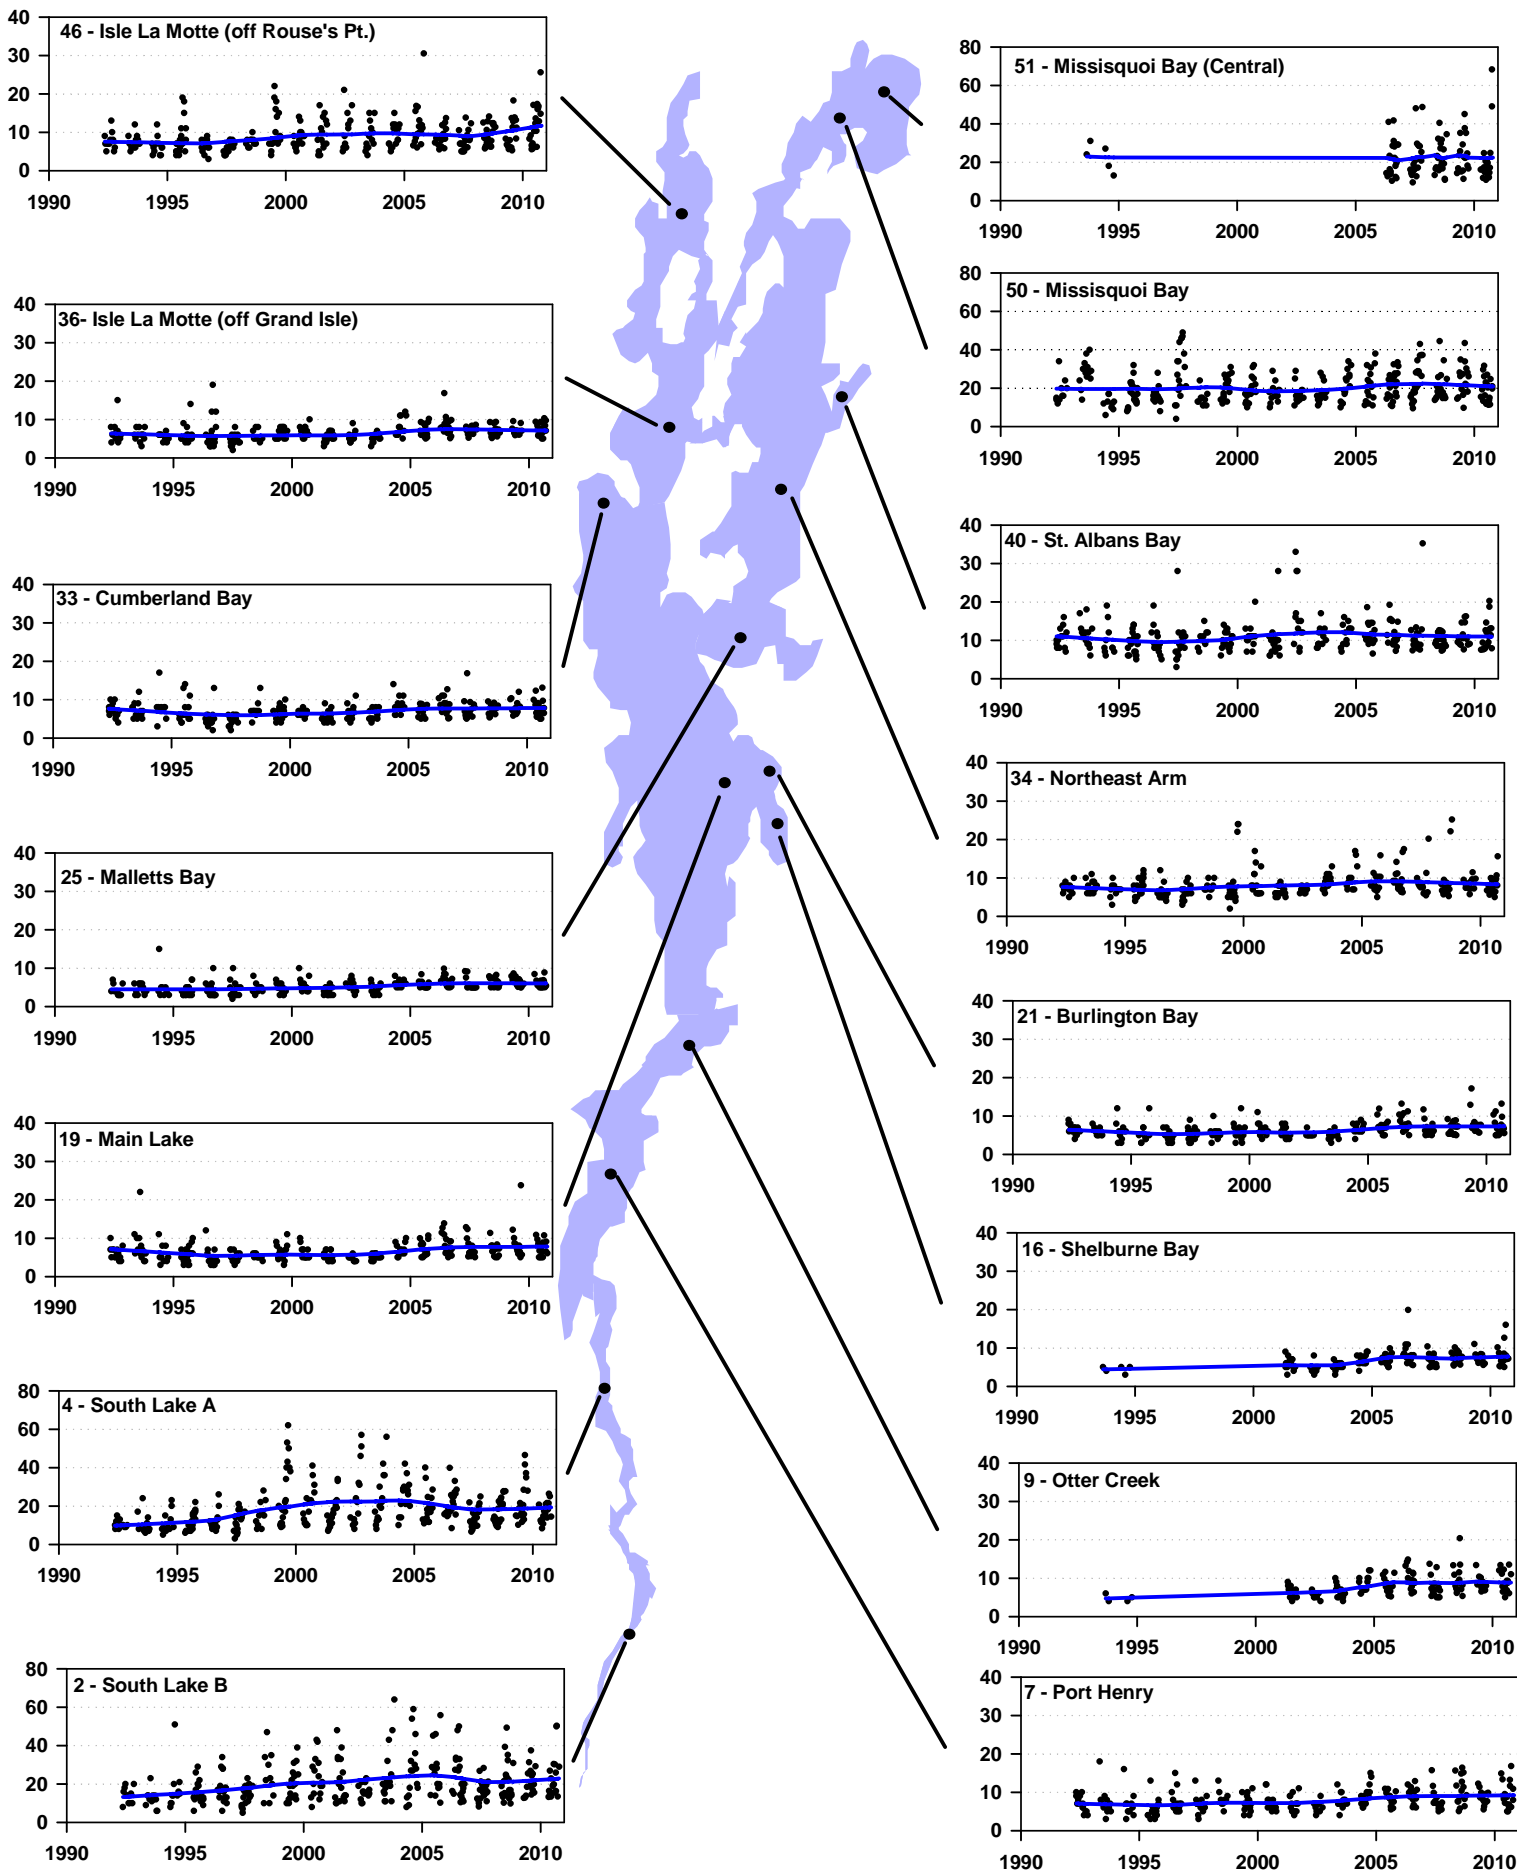 46 - Isle La Motte (off Rouse's Pt.)
40
30
20
10
0
1990 1995 2000 2005 2010
36- Isle La Motte (off Grand Isle)
40
30
20
10
0
1990 1995 2000 2005 2010
33 - Cumberland Bay
40
30
20
10
0
1990 1995 2000 2005 2010
25 - Malletts Bay
40
30
20
10
0
1990 1995 2000 2005 2010
19 - Main Lake
40
30
20
10
0
1990 1995 2000 2005 2010
4 - South Lake A
80
60
40
20
0
1990 1995 2000 2005 2010
2 - South Lake B
80
60
40
20
0
1990 1995 2000 2005 2010
51 - Missisquoi Bay (Central)
80
60
40
20
0
1990 1995 2000 2005 2010
50 - Missisquoi Bay
80
60
40
20
0
1990 1995 2000 2005 2010
40 - St. Albans Bay
40
30
20
10
0
1990 1995 2000 2005 2010
34 - Northeast Arm
40
30
20
10
0
1990 1995 2000 2005 2010
21 - Burlington Bay
40
30
20
10
0
1990 1995 2000 2005 2010
16 - Shelburne Bay
40
30
20
10
0
1990 1995 2000 2005 2010
9 - Otter Creek
40
30
20
10
0
1990 1995 2000 2005 2010
7 - Port Henry
40
30
20
10
0
1990 1995 2000 2005 2010